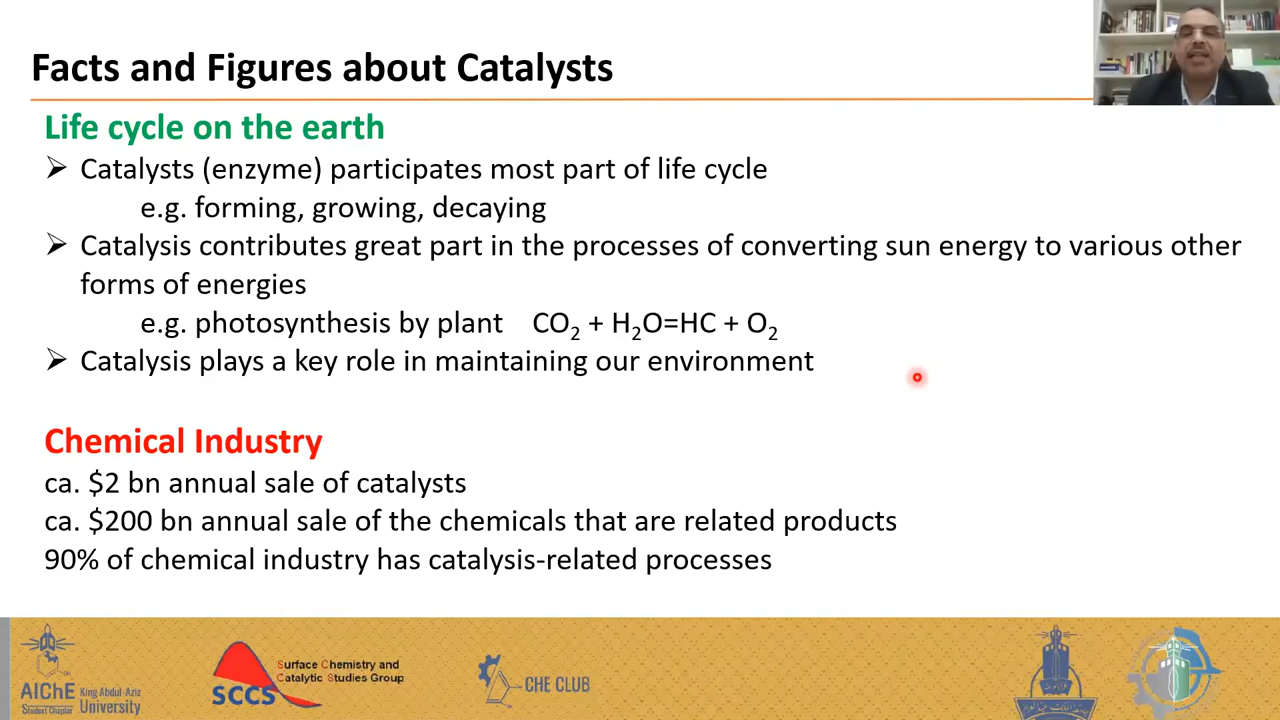 Facts and Figures about Catalysts
Life cycle on the earth
➢ Catalysts (enzyme) participates most part of life cycle
e.g. forming, growing, decaying
➢ Catalysis contributes great part in the processes of converting sun energy to various other
forms of energies
e.g. photosynthesis by plant CO₂ + H₂O=HC + O₂
➢ Catalysis plays a key role in maintaining our environment
Chemical Industry
ca. $2 bn annual sale of catalysts
ca. $200 bn annual sale of the chemicals that are related products
90% of chemical industry has catalysis-related processes
AIChE
Student Chapter
King Abdul-Aziz
University
SCCS
Surface Chemistry and
Catalytic Studies Group
CHE CLUB